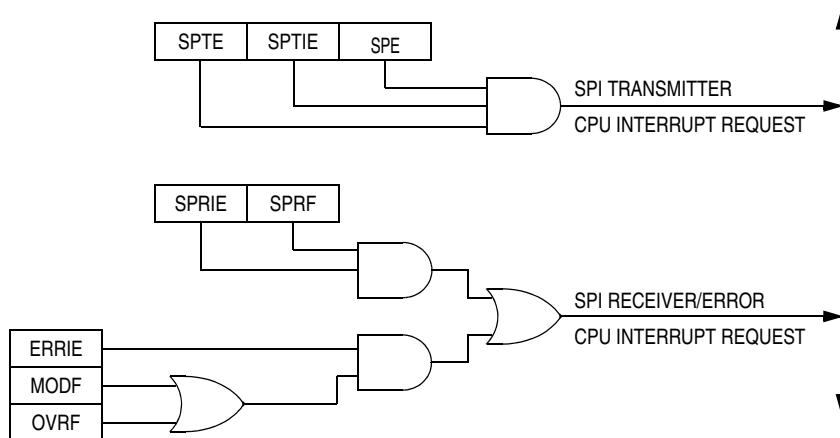 SPTE SPTIE SPE
SPI TRANSMITTER
CPU INTERRUPT REQUEST
SPRIE SPRF
SPI RECEIVER/ERROR
CPU INTERRUPT REQUEST
ERRIE
MODF
OVRF